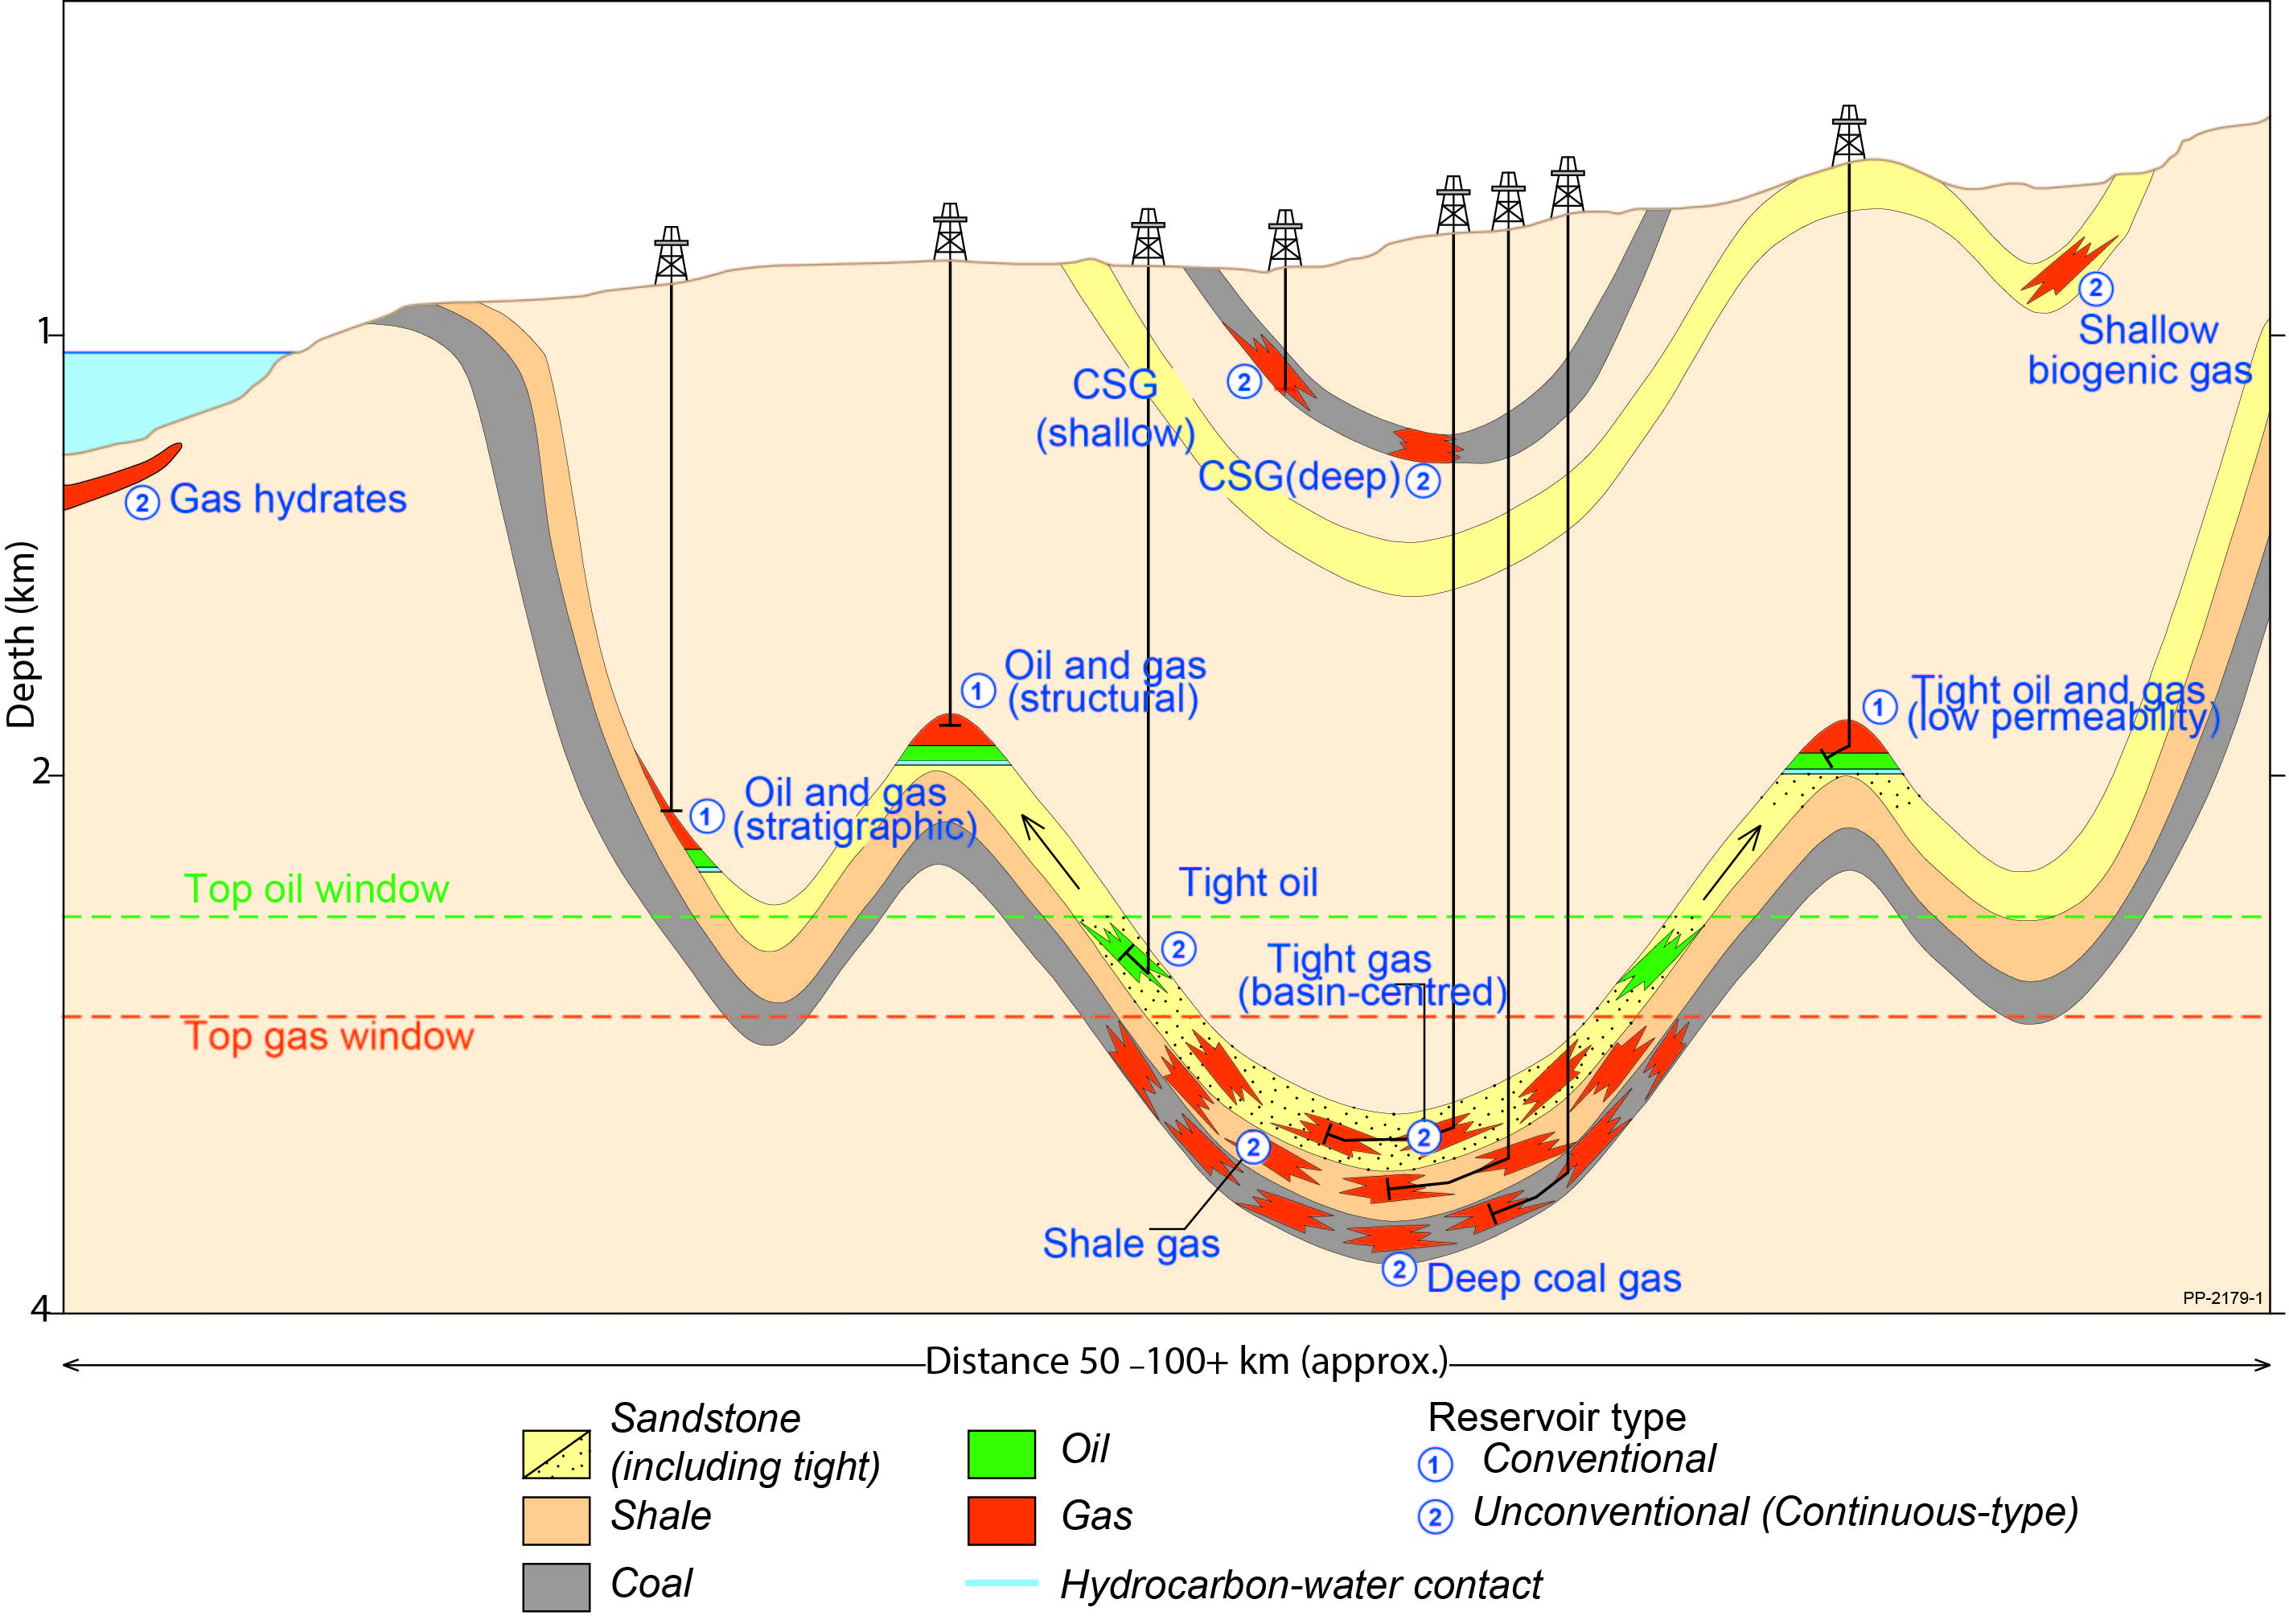 1
2
4
Depth (km)
② Shallow
biogenic gas
CSG
(shallow)
②
CSG(deep) ②
② Gas hydrates
① Oil and gas
(structural)
① Tight oil and gas
(low permeability)
① Oil and gas
(stratigraphic)
Top oil window
Tight oil
②
Tight gas
(basin-centred)
Top gas window
②
②
Shale gas
② Deep coal gas
PP-2179-1
Distance 50 –100+ km (approx.)
Sandstone
(including tight)
Shale
Coal
Oil
Gas
Hydrocarbon-water contact
Reservoir type
① Conventional
② Unconventional (Continuous-type)